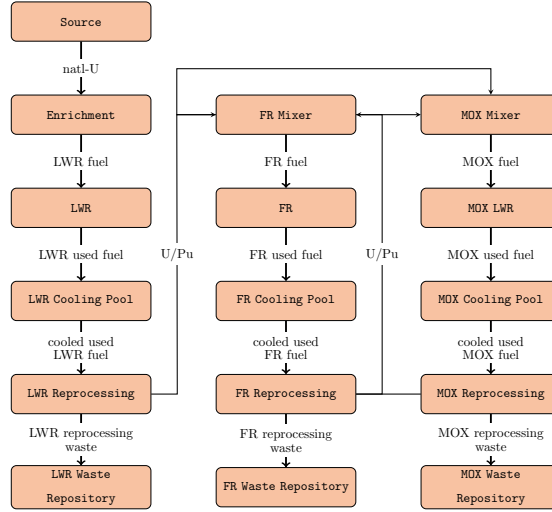 Source
natl-U
Enrichment
FR Mixer
MOX Mixer
LWR fuel
FR fuel
MOX fuel
LWR
FR
MOX LWR
LWR used fuel
U/Pu
FR used fuel
U/Pu
MOX used fuel
LWR Cooling Pool
FR Cooling Pool
MOX Cooling Pool
cooled used
LWR fuel
cooled used
FR fuel
cooled used
MOX fuel
LWR Reprocessing
FR Reprocessing
MOX Reprocessing
LWR reprocessing
waste
FR reprocessing
waste
MOX reprocessing
waste
LWR Waste
Repository
FR Waste Repository
MOX Waste
Repository